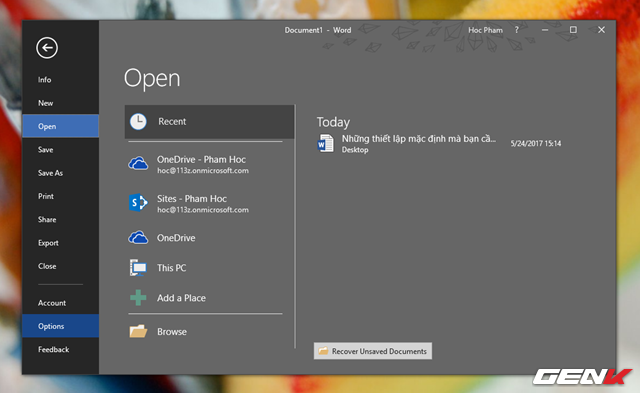 Document1 - Word
Hoc Pham
?
Info
New
Open
Save
Save As
Print
Share
Export
Close
Account
Options
Feedback
Open
Recent
OneDrive - Pham Hoc
hoc@113z.onmicrosoft.com
Sites - Pham Hoc
hoc@113z.onmicrosoft.com
OneDrive
This PC
Add a Place
Browse
Today
Những thiết lập mặc định mà bạn cầ...
Desktop
5/24/2017 15:14
Recover Unsaved Documents
GENK